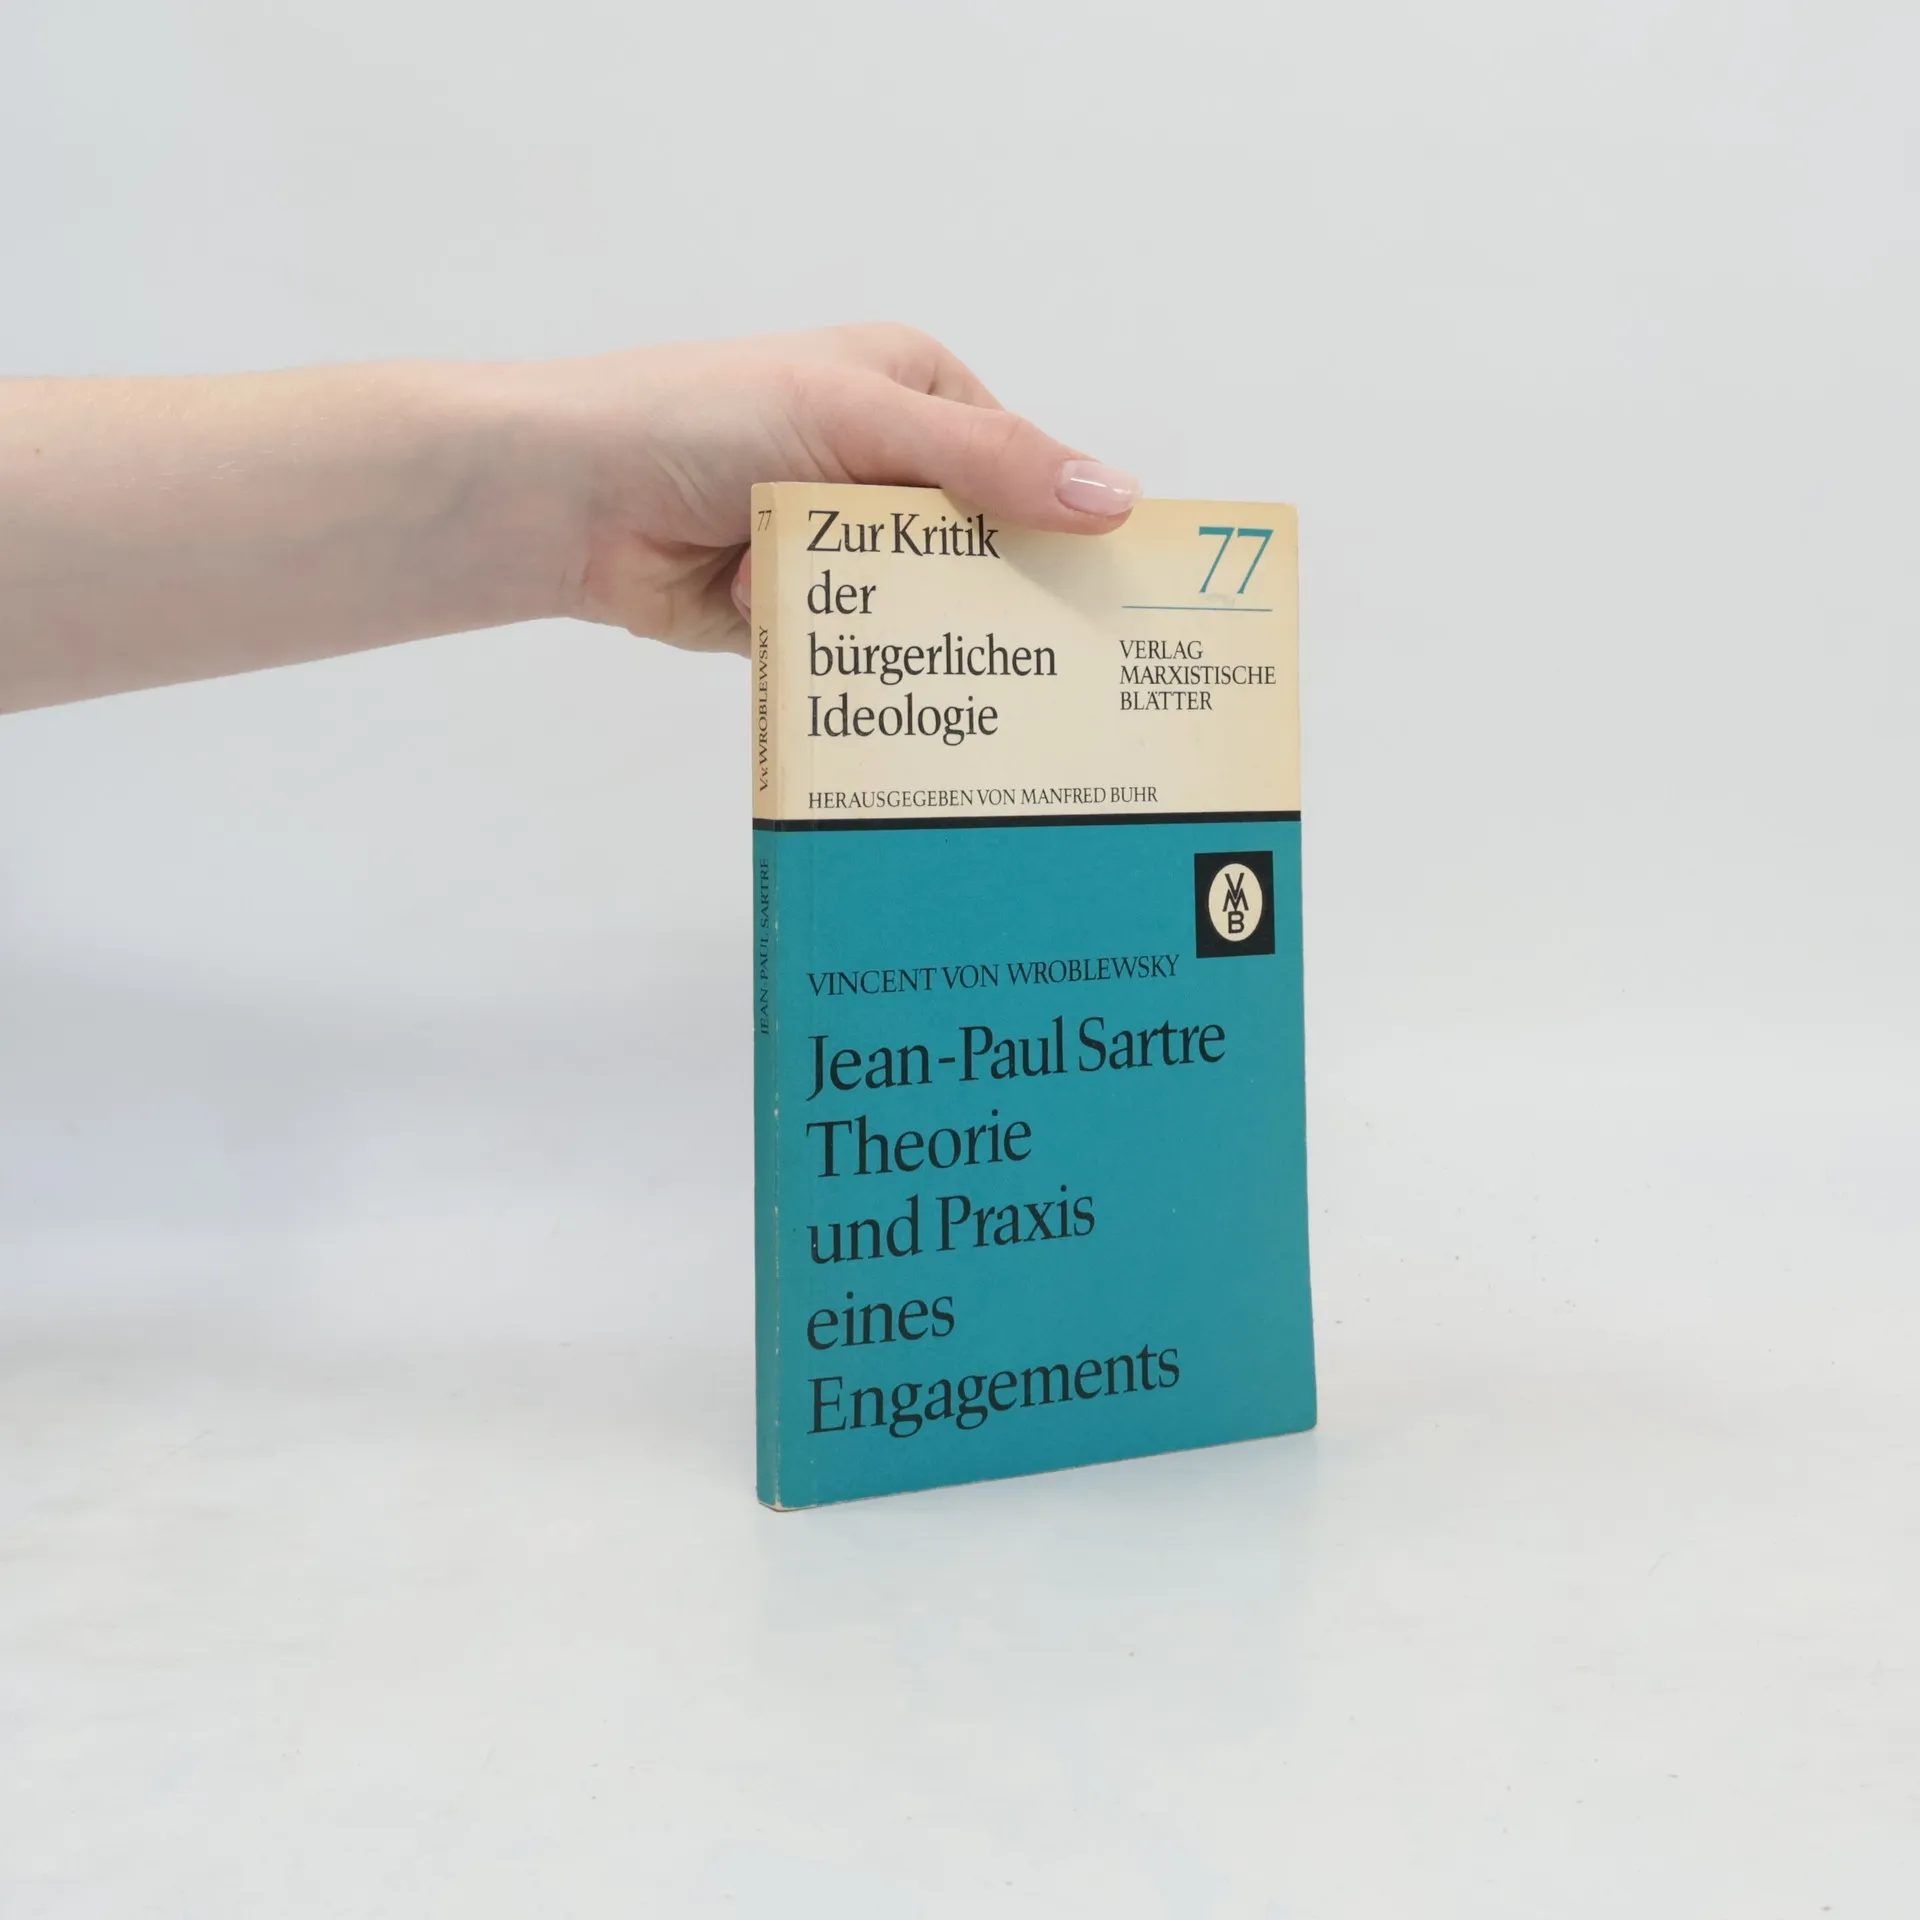 77
V.v.WROBLEWSKY
JEAN-PAUL SARTRE
Zur Kritik
der
bürgerlichen
Ideologie
HERAUSGEGEBEN VON MANFRED BUHR
77
VERLAG
MARXISTISCHE
BLÄTTER
VMB
VINCENT VON WROBLEWSKY
Jean-Paul Sartre
Theorie
und Praxis
eines
Engagements